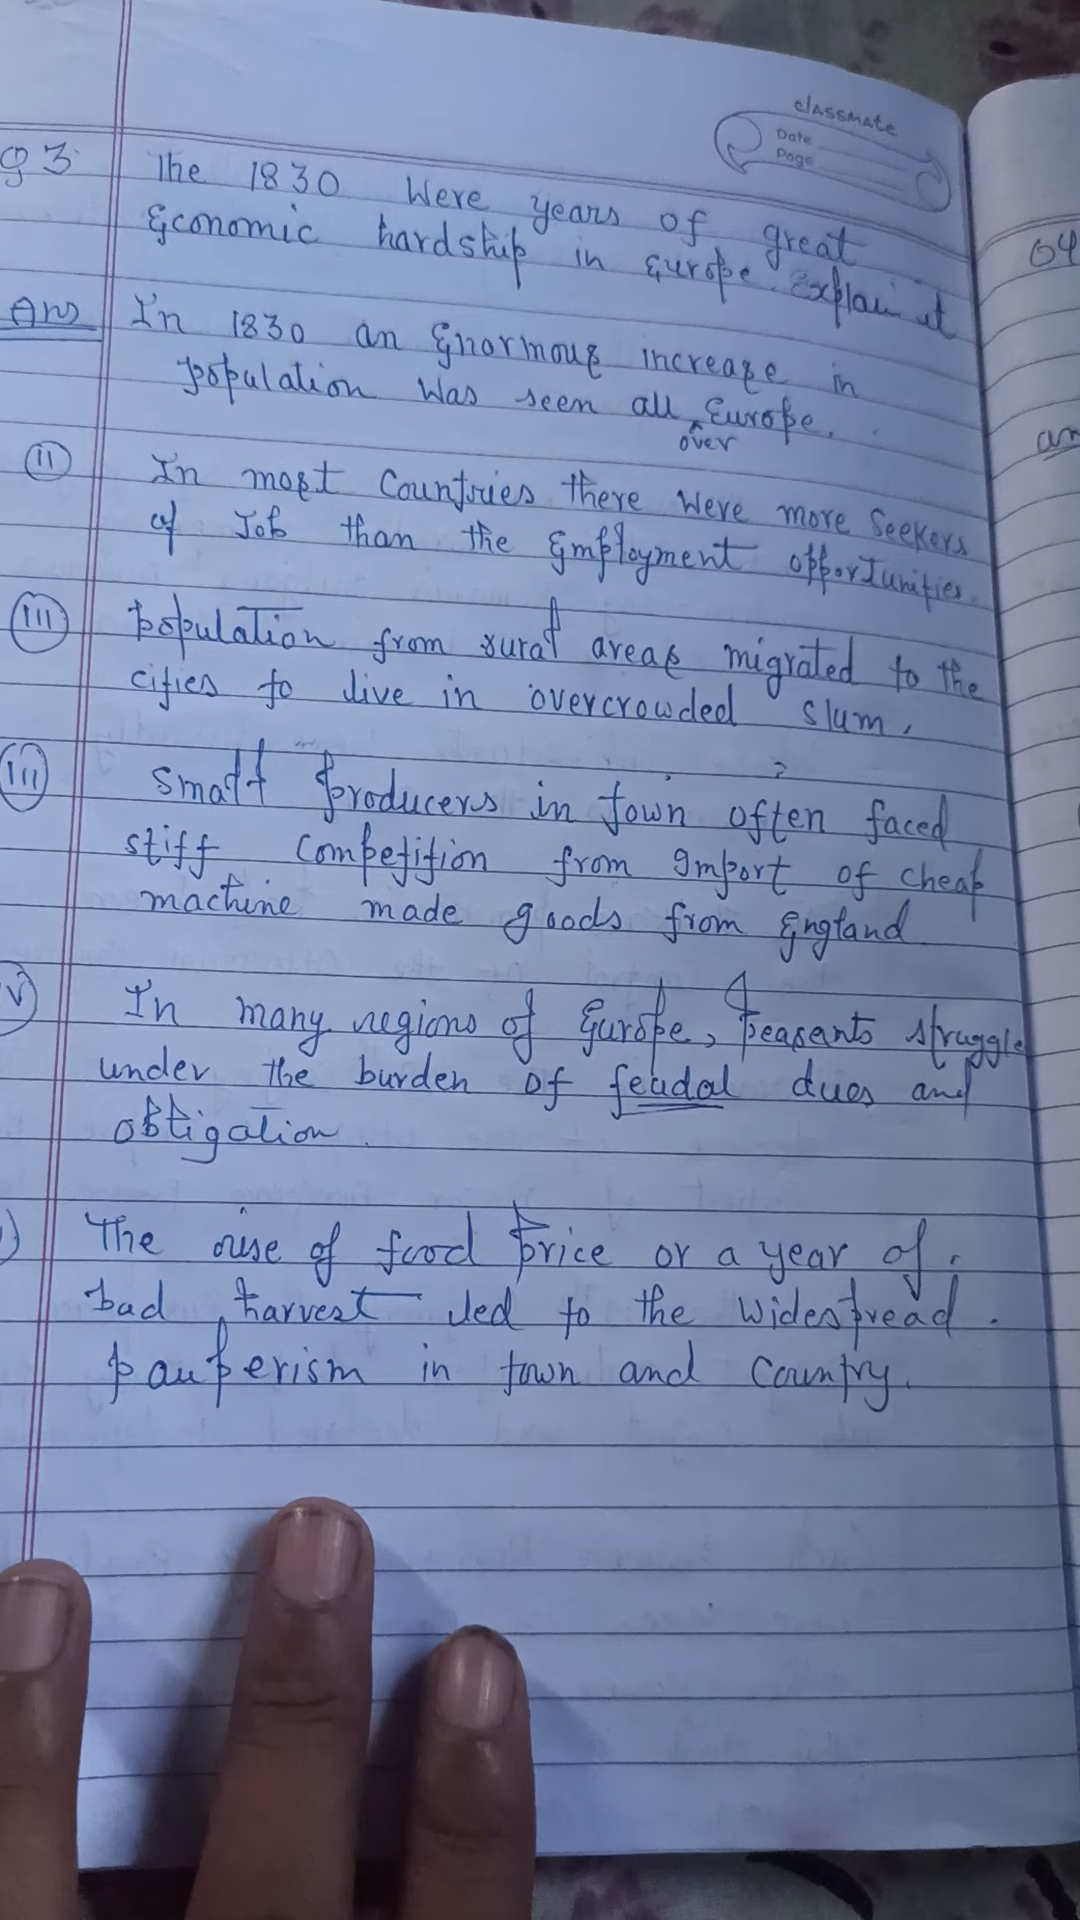 classmate
Date
Page
Q3 The 1830 Were years of great
Economic hardship in Europe. Explain it
Ans In 1830 an Enormous increase in
population Was seen all Europe.
over
(ii) In most Countries there Were more Seekers
of Job than the Employment opportunities.
(iii) population from rural areas migrated to the
cities to live in overcrowded slum,
(iii) Small producers in town often faced
stiff Competition from Import of cheap
machine made goods from England
v) In many regions of Europe, peasants struggle
under the burden of feudal dues and
obligation.
) The rise of food price or a year of.
bad harvest led to the widespread.
pauperism in town and Country.
04
an